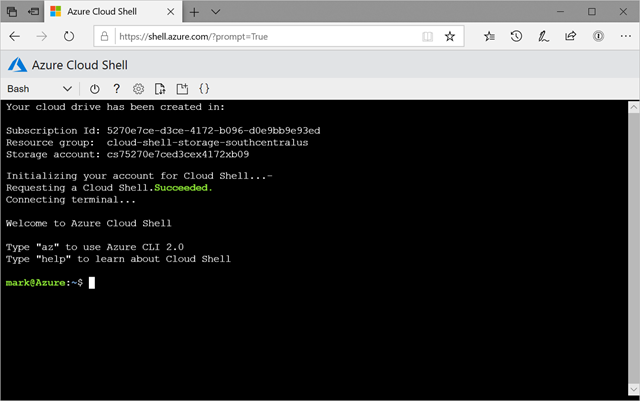 Azure Cloud Shell
https://shell.azure.com/?prompt=True
Azure Cloud Shell
Bash
Your cloud drive has been created in:
Subscription Id: 5270e7ce-d3ce-4172-b096-d0e9bb9e93ed
Resource group:  cloud-shell-storage-southcentralus
Storage account: cs75270e7ced3cex4172xb09
Initializing your account for Cloud Shell...-
Requesting a Cloud Shell.Succeeded.
Connecting terminal...
Welcome to Azure Cloud Shell
Type "az" to use Azure CLI 2.0
Type "help" to learn about Cloud Shell
mark@Azure:~$